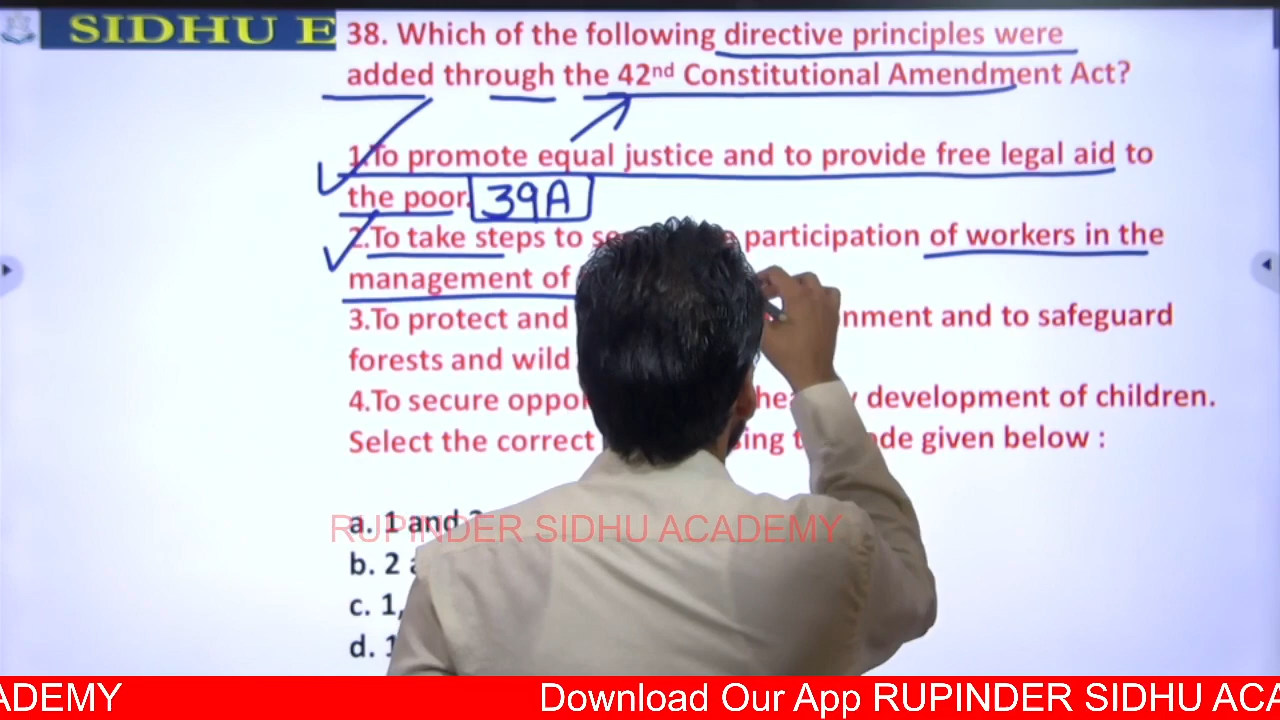 SIDHU E
38. Which of the following directive principles were
added through the 42nd Constitutional Amendment Act?
1.To promote equal justice and to provide free legal aid to
the poor. 39A
2.To take steps to participation of workers in the
management of
3.To protect and and to safeguard
forests and wild
4.To secure development of children.
Select the correct given below :
a. 1 and
b. 2
c. 1,
d. 1
RUPINDER SIDHU ACADEMY
ADEMY Download Our App RUPINDER SIDHU ACA